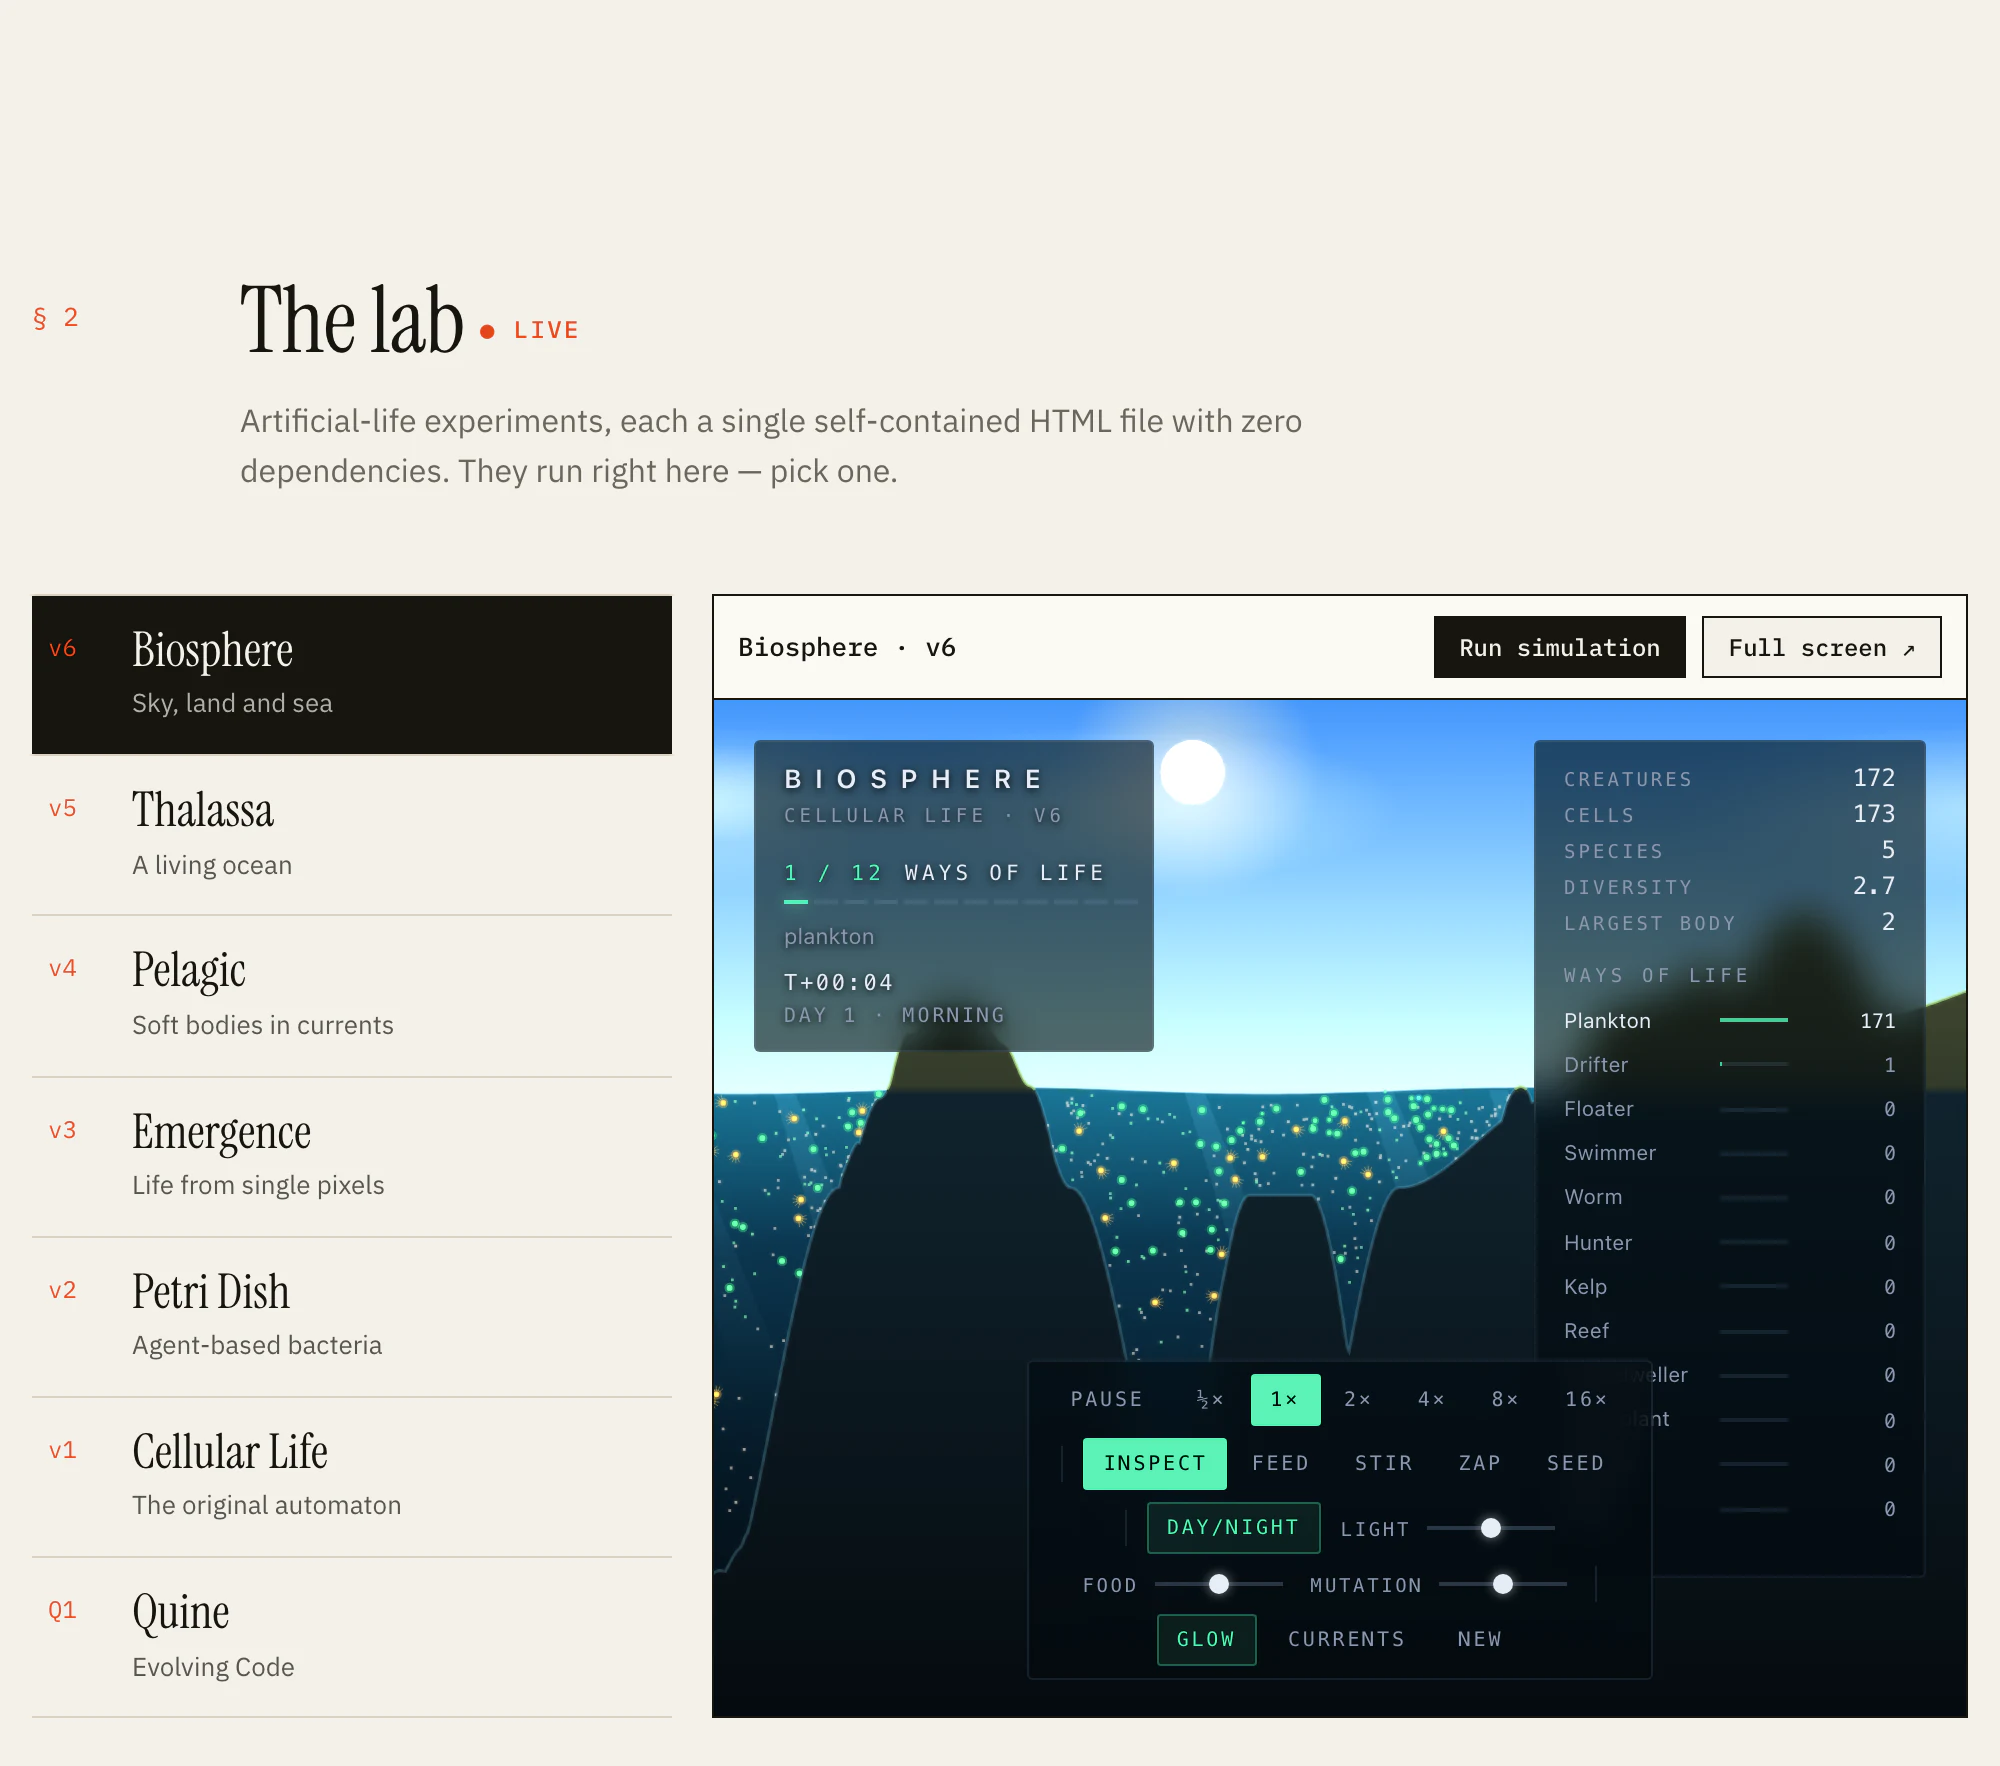 § 2
The lab ● LIVE
Artificial-life experiments, each a single self-contained HTML file with zero
dependencies. They run right here — pick one.
v6 Biosphere
Sky, land and sea
v5 Thalassa
A living ocean
v4 Pelagic
Soft bodies in currents
v3 Emergence
Life from single pixels
v2 Petri Dish
Agent-based bacteria
v1 Cellular Life
The original automaton
Q1 Quine
Evolving Code
Biosphere · v6
Run simulation
Full screen ↗
BIOSPHERE
CELLULAR LIFE · V6
1 / 12 WAYS OF LIFE
plankton
T+00:04
DAY 1 · MORNING
CREATURES 172
CELLS 173
SPECIES 5
DIVERSITY 2.7
LARGEST BODY 2
WAYS OF LIFE
Plankton 171
Drifter 1
Floater 0
Swimmer 0
Worm 0
Hunter 0
Kelp 0
Reef 0
0
0
0
0
PAUSE ½× 1× 2× 4× 8× 16×
INSPECT FEED STIR ZAP SEED
DAY/NIGHT LIGHT
FOOD MUTATION
GLOW CURRENTS NEW